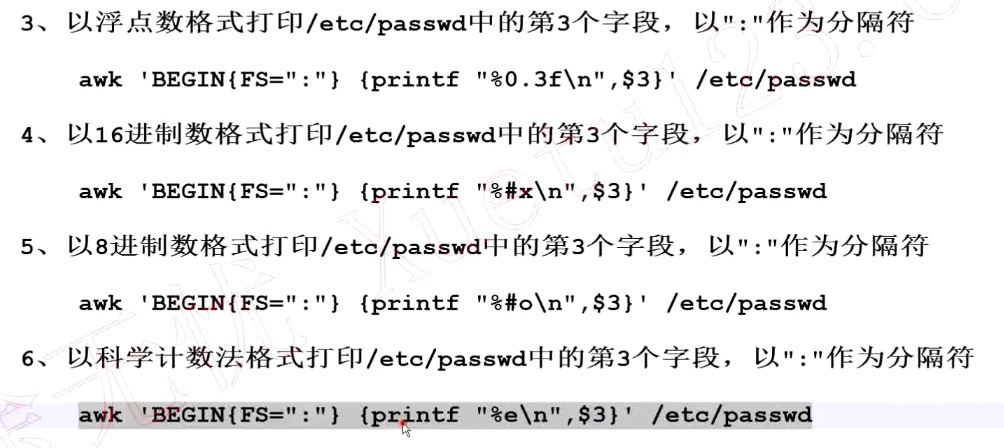 3、以浮点数格式打印/etc/passwd中的第3个字段，以":"作为分隔符
awk 'BEGIN{FS=":"} {printf "%0.3f\n",$3}' /etc/passwd
4、以16进制数格式打印/etc/passwd中的第3个字段，以":"作为分隔符
awk 'BEGIN{FS=":"} {printf "%#x\n",$3}' /etc/passwd
5、以8进制数格式打印/etc/passwd中的第3个字段，以":"作为分隔符
awk 'BEGIN{FS=":"} {printf "%#o\n",$3}' /etc/passwd
6、以科学计数法格式打印/etc/passwd中的第3个字段，以":"作为分隔符
awk 'BEGIN{FS=":"} {printf "%e\n",$3}' /etc/passwd